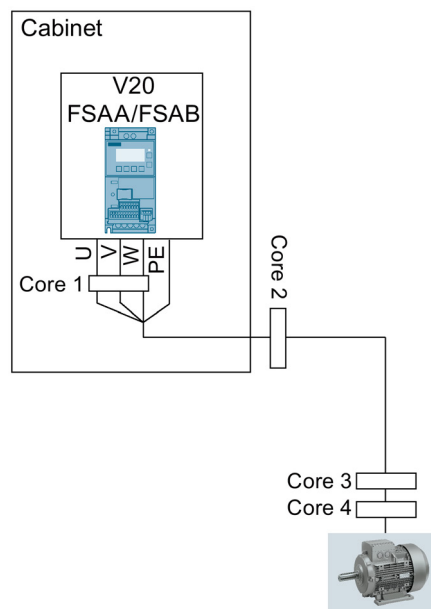 Cabinet
V20
FSAA/FSAB
U
V
W
PE
Core 1
Core 2
Core 3
Core 4